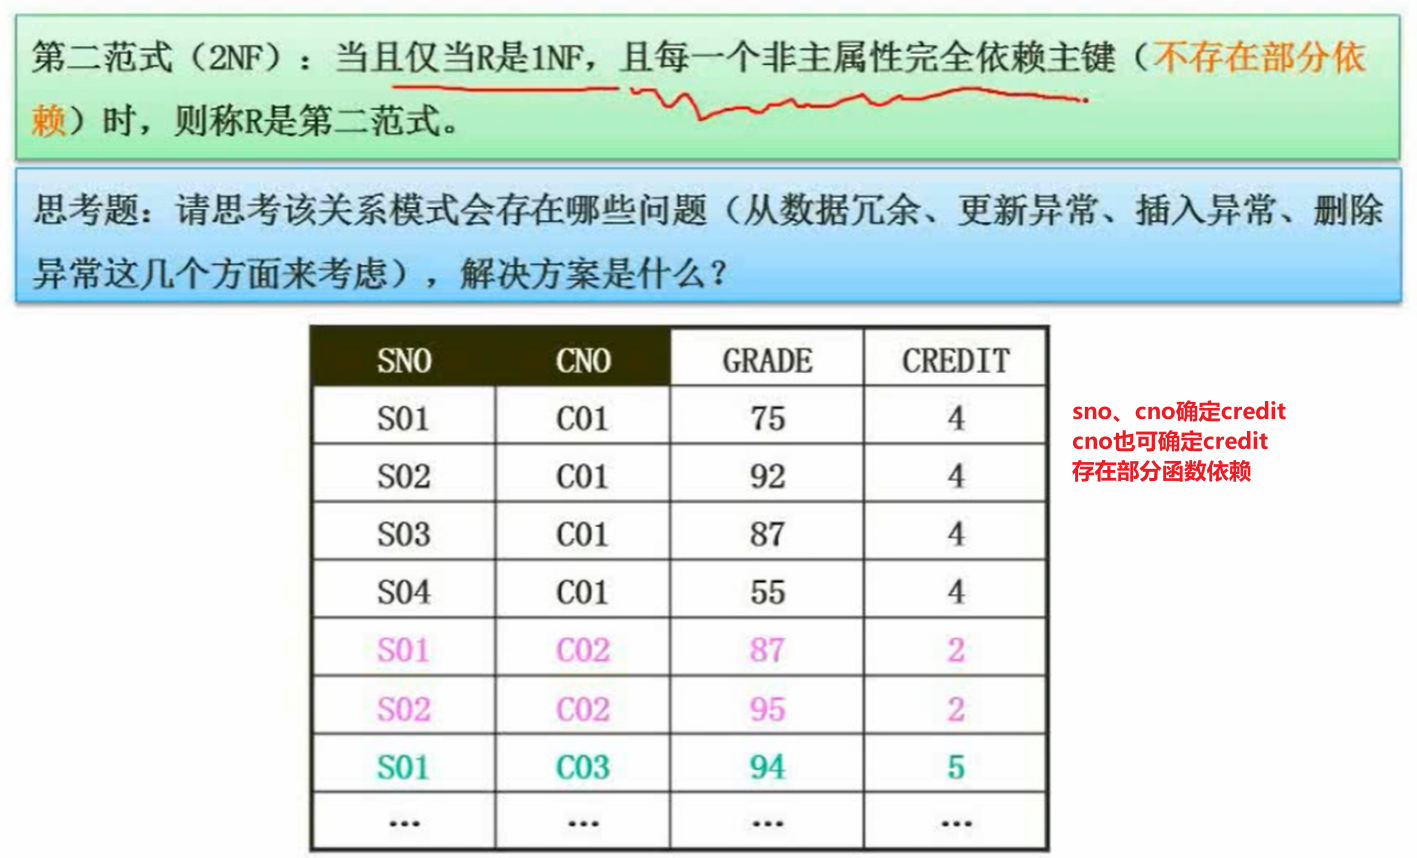 第二范式（2NF）：当且仅当R是1NF，且每一个非主属性完全依赖主键（不存在部分依
赖）时，则称R是第二范式。
思考题：请思考该关系模式会存在哪些问题（从数据冗余、更新异常、插入异常、删除
异常这几个方面来考虑），解决方案是什么？
SNO CNO GRADE CREDIT
S01 C01 75 4
S02 C01 92 4
S03 C01 87 4
S04 C01 55 4
S01 C02 87 2
S02 C02 95 2
S01 C03 94 5
… … … …
sno、cno确定credit
cno也可确定credit
存在部分函数依赖